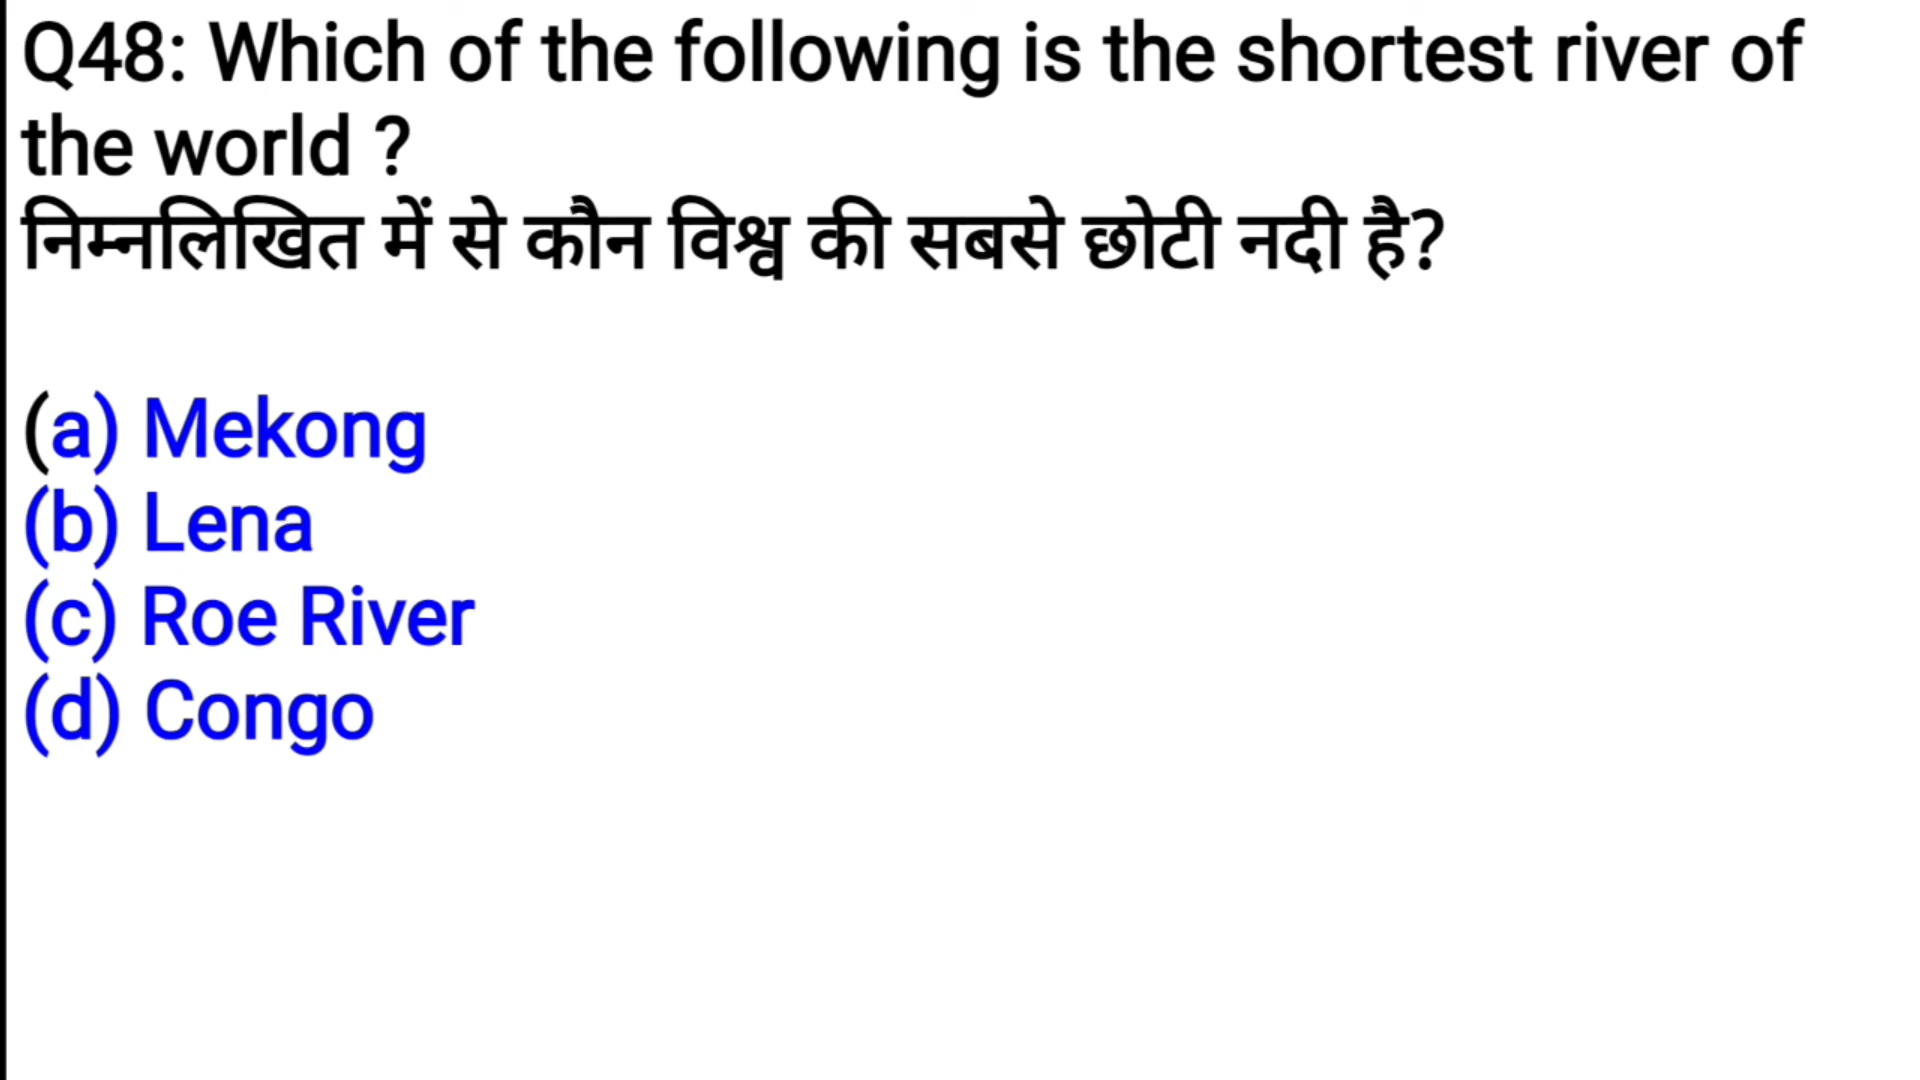 Q48: Which of the following is the shortest river of
the world ?
निम्नलिखित में से कौन विश्व की सबसे छोटी नदी है?
(a) Mekong
(b) Lena
(c) Roe River
(d) Congo